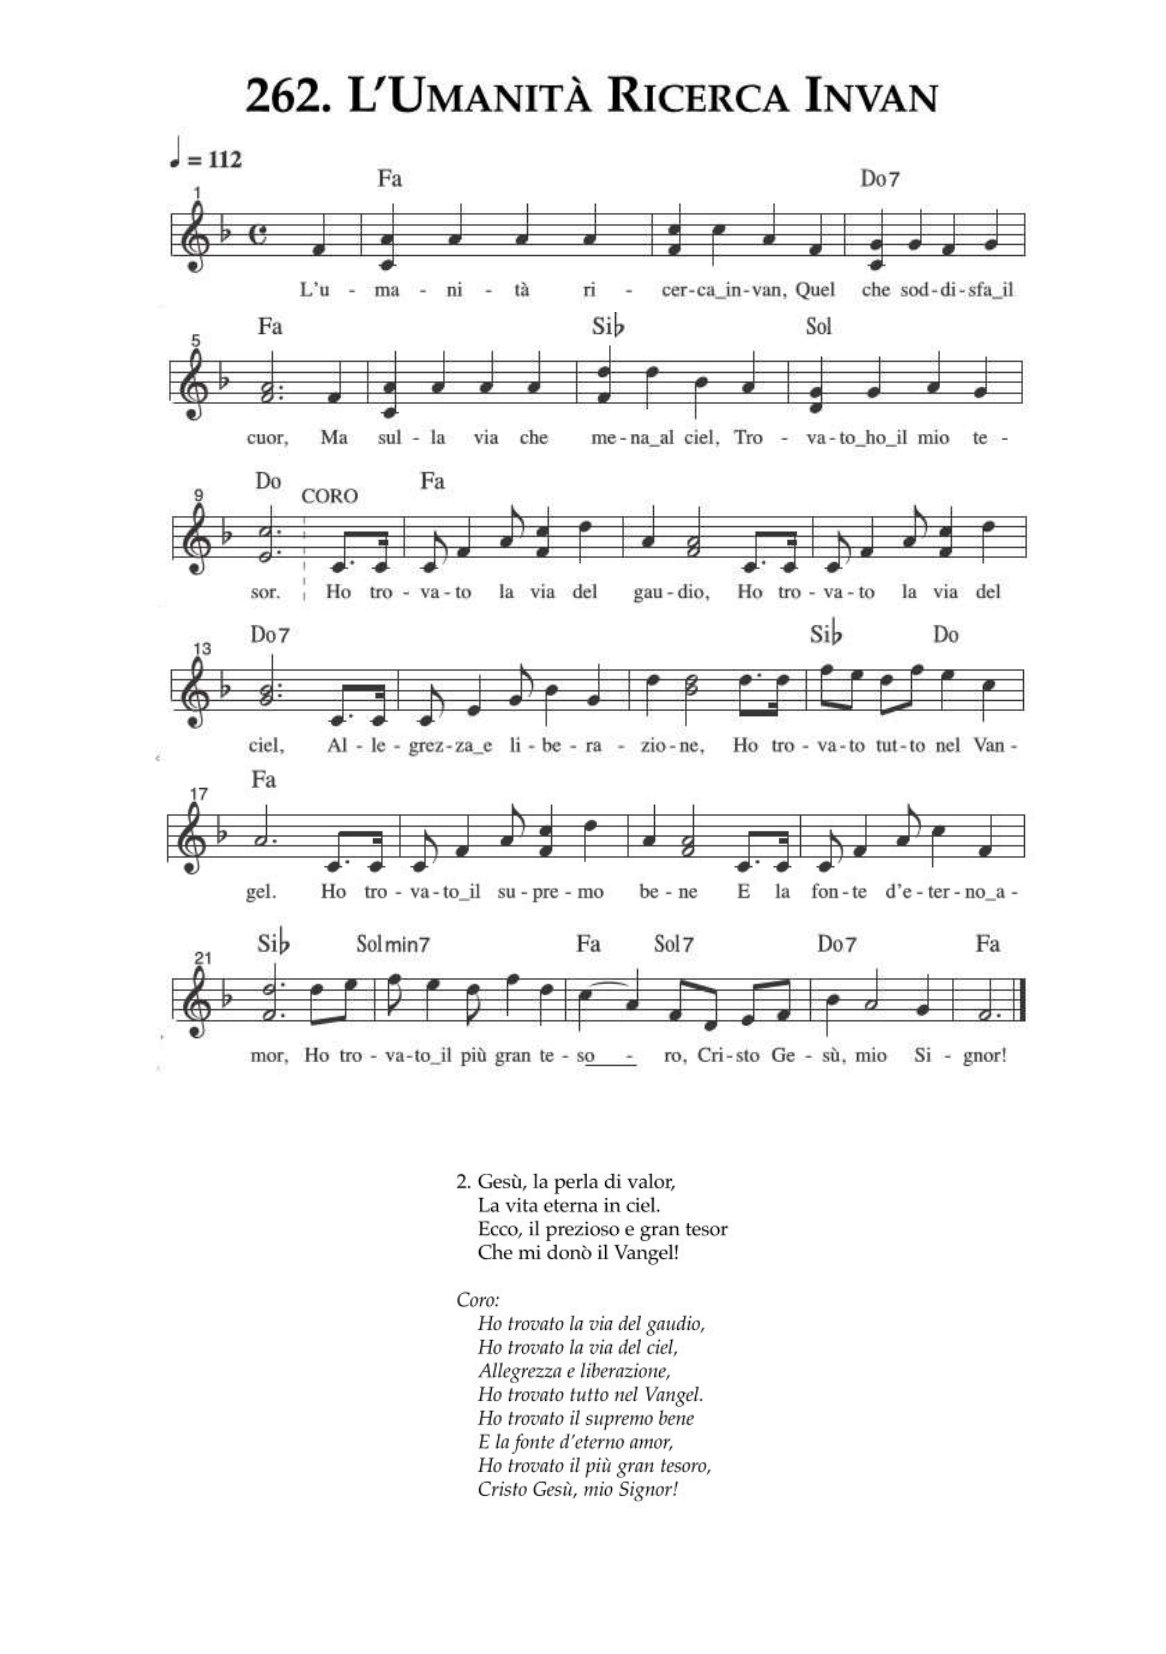 262. L'Umanità Ricerca Invan
♩ = 112
Fa Do7
1
L'u - ma - ni - tà ri - cer-ca_in-van, Quel che sod-di-sfa_il
Fa Si♭ Sol
5
cuor, Ma sul - la via che me-na_al ciel, Tro - va-to_ho_il mio te -
Do CORO Fa
9
sor. Ho tro - va - to la via del gau-dio, Ho tro - va - to la via del
Do7 Si♭ Do
13
ciel, Al - le - grez-za_e li - be - ra - zio-ne, Ho tro - va-to tut-to nel Van -
Fa
17
gel. Ho tro - va-to_il su-pre-mo be-ne E la fon-te d'e-ter-no_a-
Si♭ Solmin7 Fa Sol7 Do7 Fa
21
mor, Ho tro - va-to_il più gran te - so___ - ro, Cri-sto Ge - sù, mio Si - gnor!
2. Gesù, la perla di valor,
La vita eterna in ciel.
Ecco, il prezioso e gran tesor
Che mi donò il Vangel!
Coro:
Ho trovato la via del gaudio,
Ho trovato la via del ciel,
Allegrezza e liberazione,
Ho trovato tutto nel Vangel.
Ho trovato il supremo bene
E la fonte d'eterno amor,
Ho trovato il più gran tesoro,
Cristo Gesù, mio Signor!